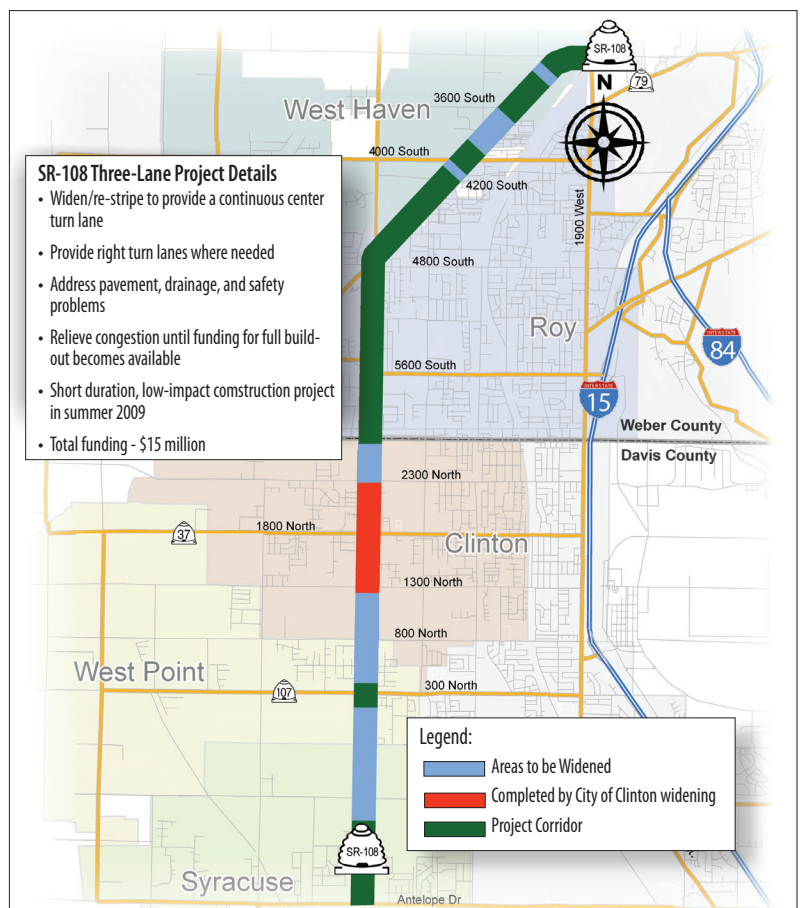 SR-108
79
N
3600 South
West Haven
4000 South
SR-108 Three-Lane Project Details
• Widen/re-stripe to provide a continuous center
turn lane
• Provide right turn lanes where needed
• Address pavement, drainage, and safety
problems
• Relieve congestion until funding for full build-
out becomes available
• Short duration, low-impact comstruction project
in summer 2009
• Total funding - $15 million
4200 South
1900 West
4800 South
Roy
INTERSTATE
84
5600 South
INTERSTATE
15
Weber County
Davis County
2300 North
1800 North
37
Clinton
1300 North
800 North
West Point
107
300 North
Legend:
Areas to be Widened
Completed by City of Clinton widening
Project Corridor
SR-108
Syracuse
Antelope Dr